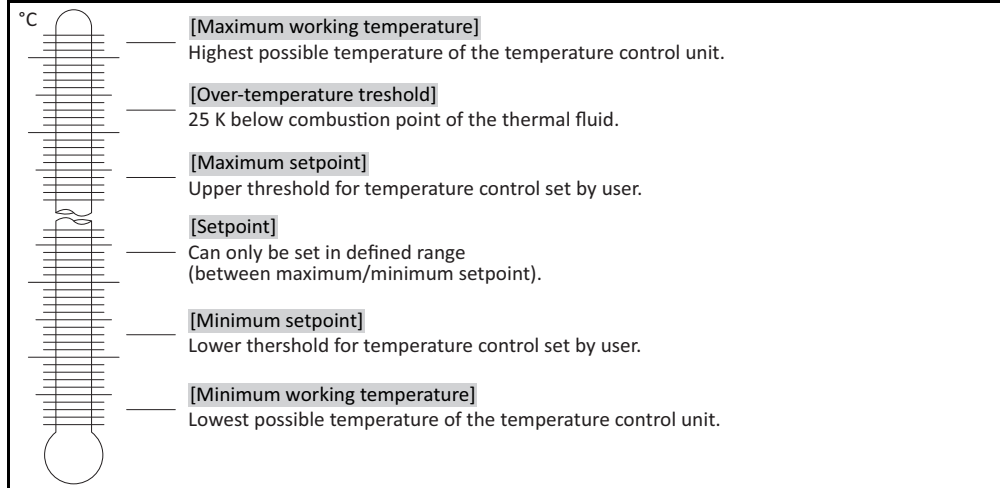 °C
[Maximum working temperature]
Highest possible temperature of the temperature control unit.
[Over-temperature treshold]
25 K below combustion point of the thermal fluid.
[Maximum setpoint]
Upper threshold for temperature control set by user.
[Setpoint]
Can only be set in defined range
(between maximum/minimum setpoint).
[Minimum setpoint]
Lower thershold for temperature control set by user.
[Minimum working temperature]
Lowest possible temperature of the temperature control unit.